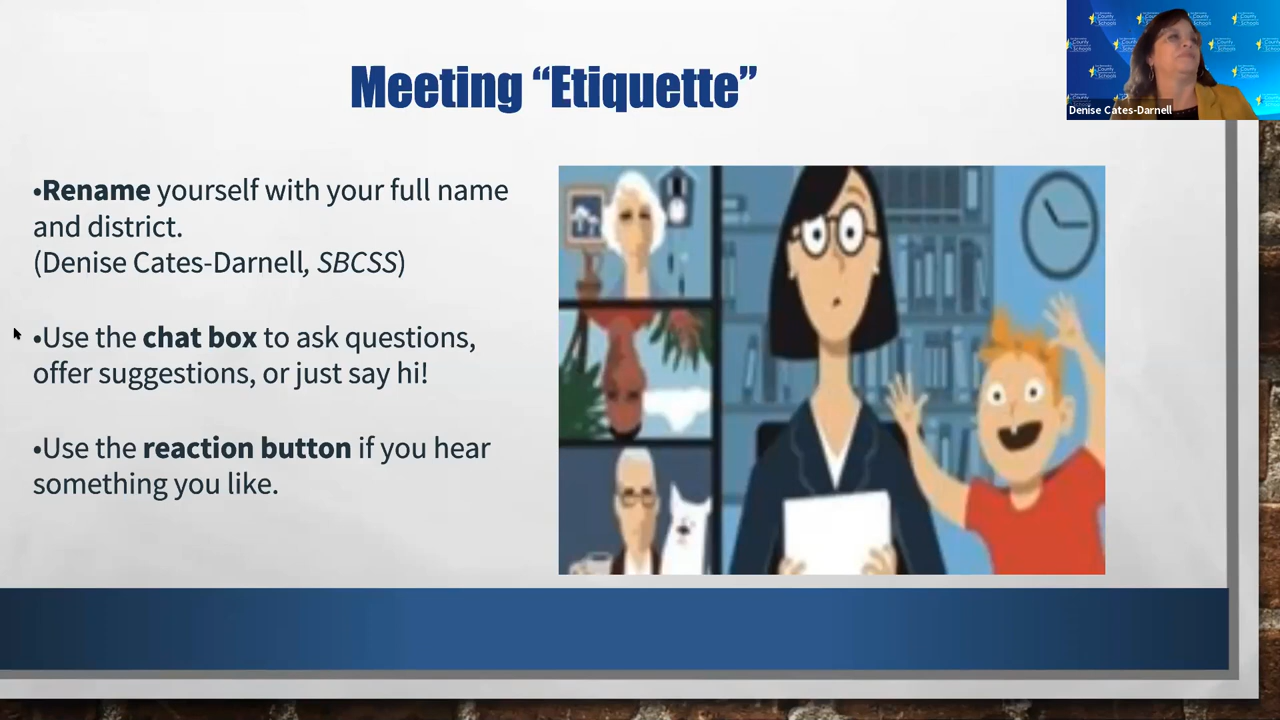 Meeting “Etiquette”
Denise Cates-Darnell
•Rename yourself with your full name
and district.
(Denise Cates-Darnell, SBCSS)
•Use the chat box to ask questions,
offer suggestions, or just say hi!
•Use the reaction button if you hear
something you like.